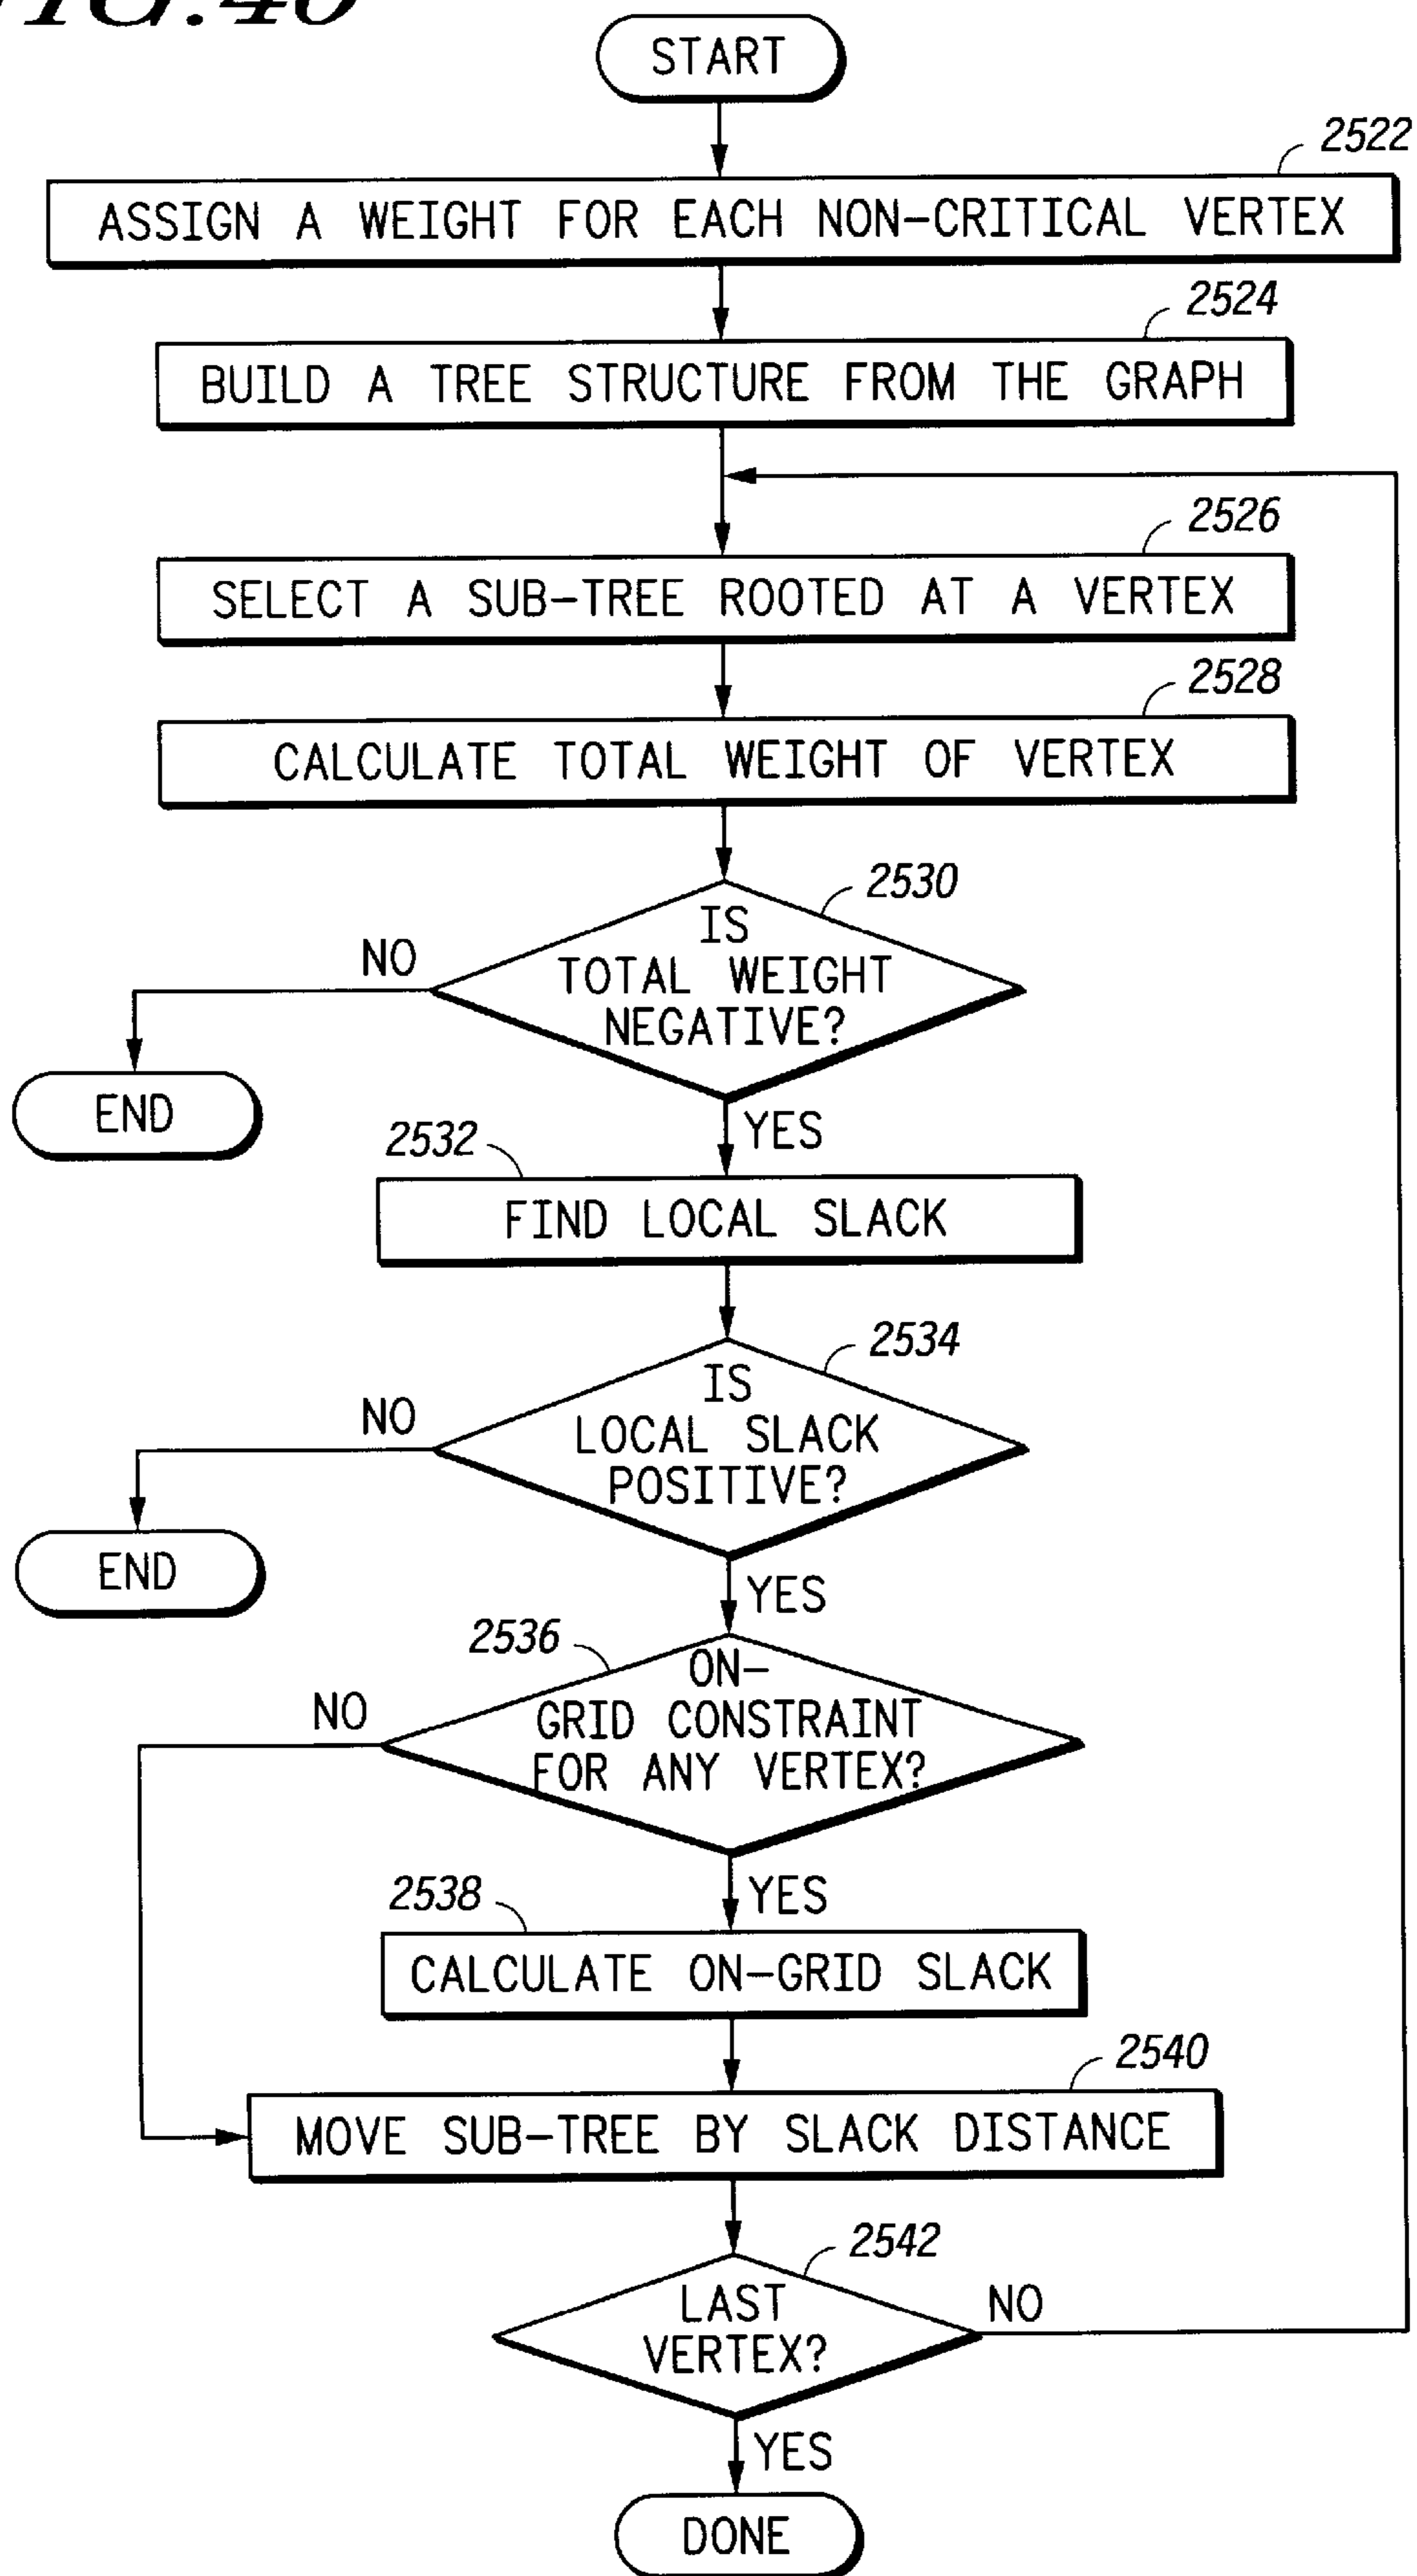 START
2522
ASSIGN A WEIGHT FOR EACH NON-CRITICAL VERTEX
2524
BUILD A TREE STRUCTURE FROM THE GRAPH
2526
SELECT A SUB-TREE ROOTED AT A VERTEX
2528
CALCULATE TOTAL WEIGHT OF VERTEX
2530
IS
TOTAL WEIGHT
NEGATIVE?
NO
END
YES
2532
FIND LOCAL SLACK
2534
IS
LOCAL SLACK
POSITIVE?
NO
END
YES
2536
ON-
GRID CONSTRAINT
FOR ANY VERTEX?
NO
YES
2538
CALCULATE ON-GRID SLACK
2540
MOVE SUB-TREE BY SLACK DISTANCE
2542
LAST
VERTEX?
NO
YES
DONE